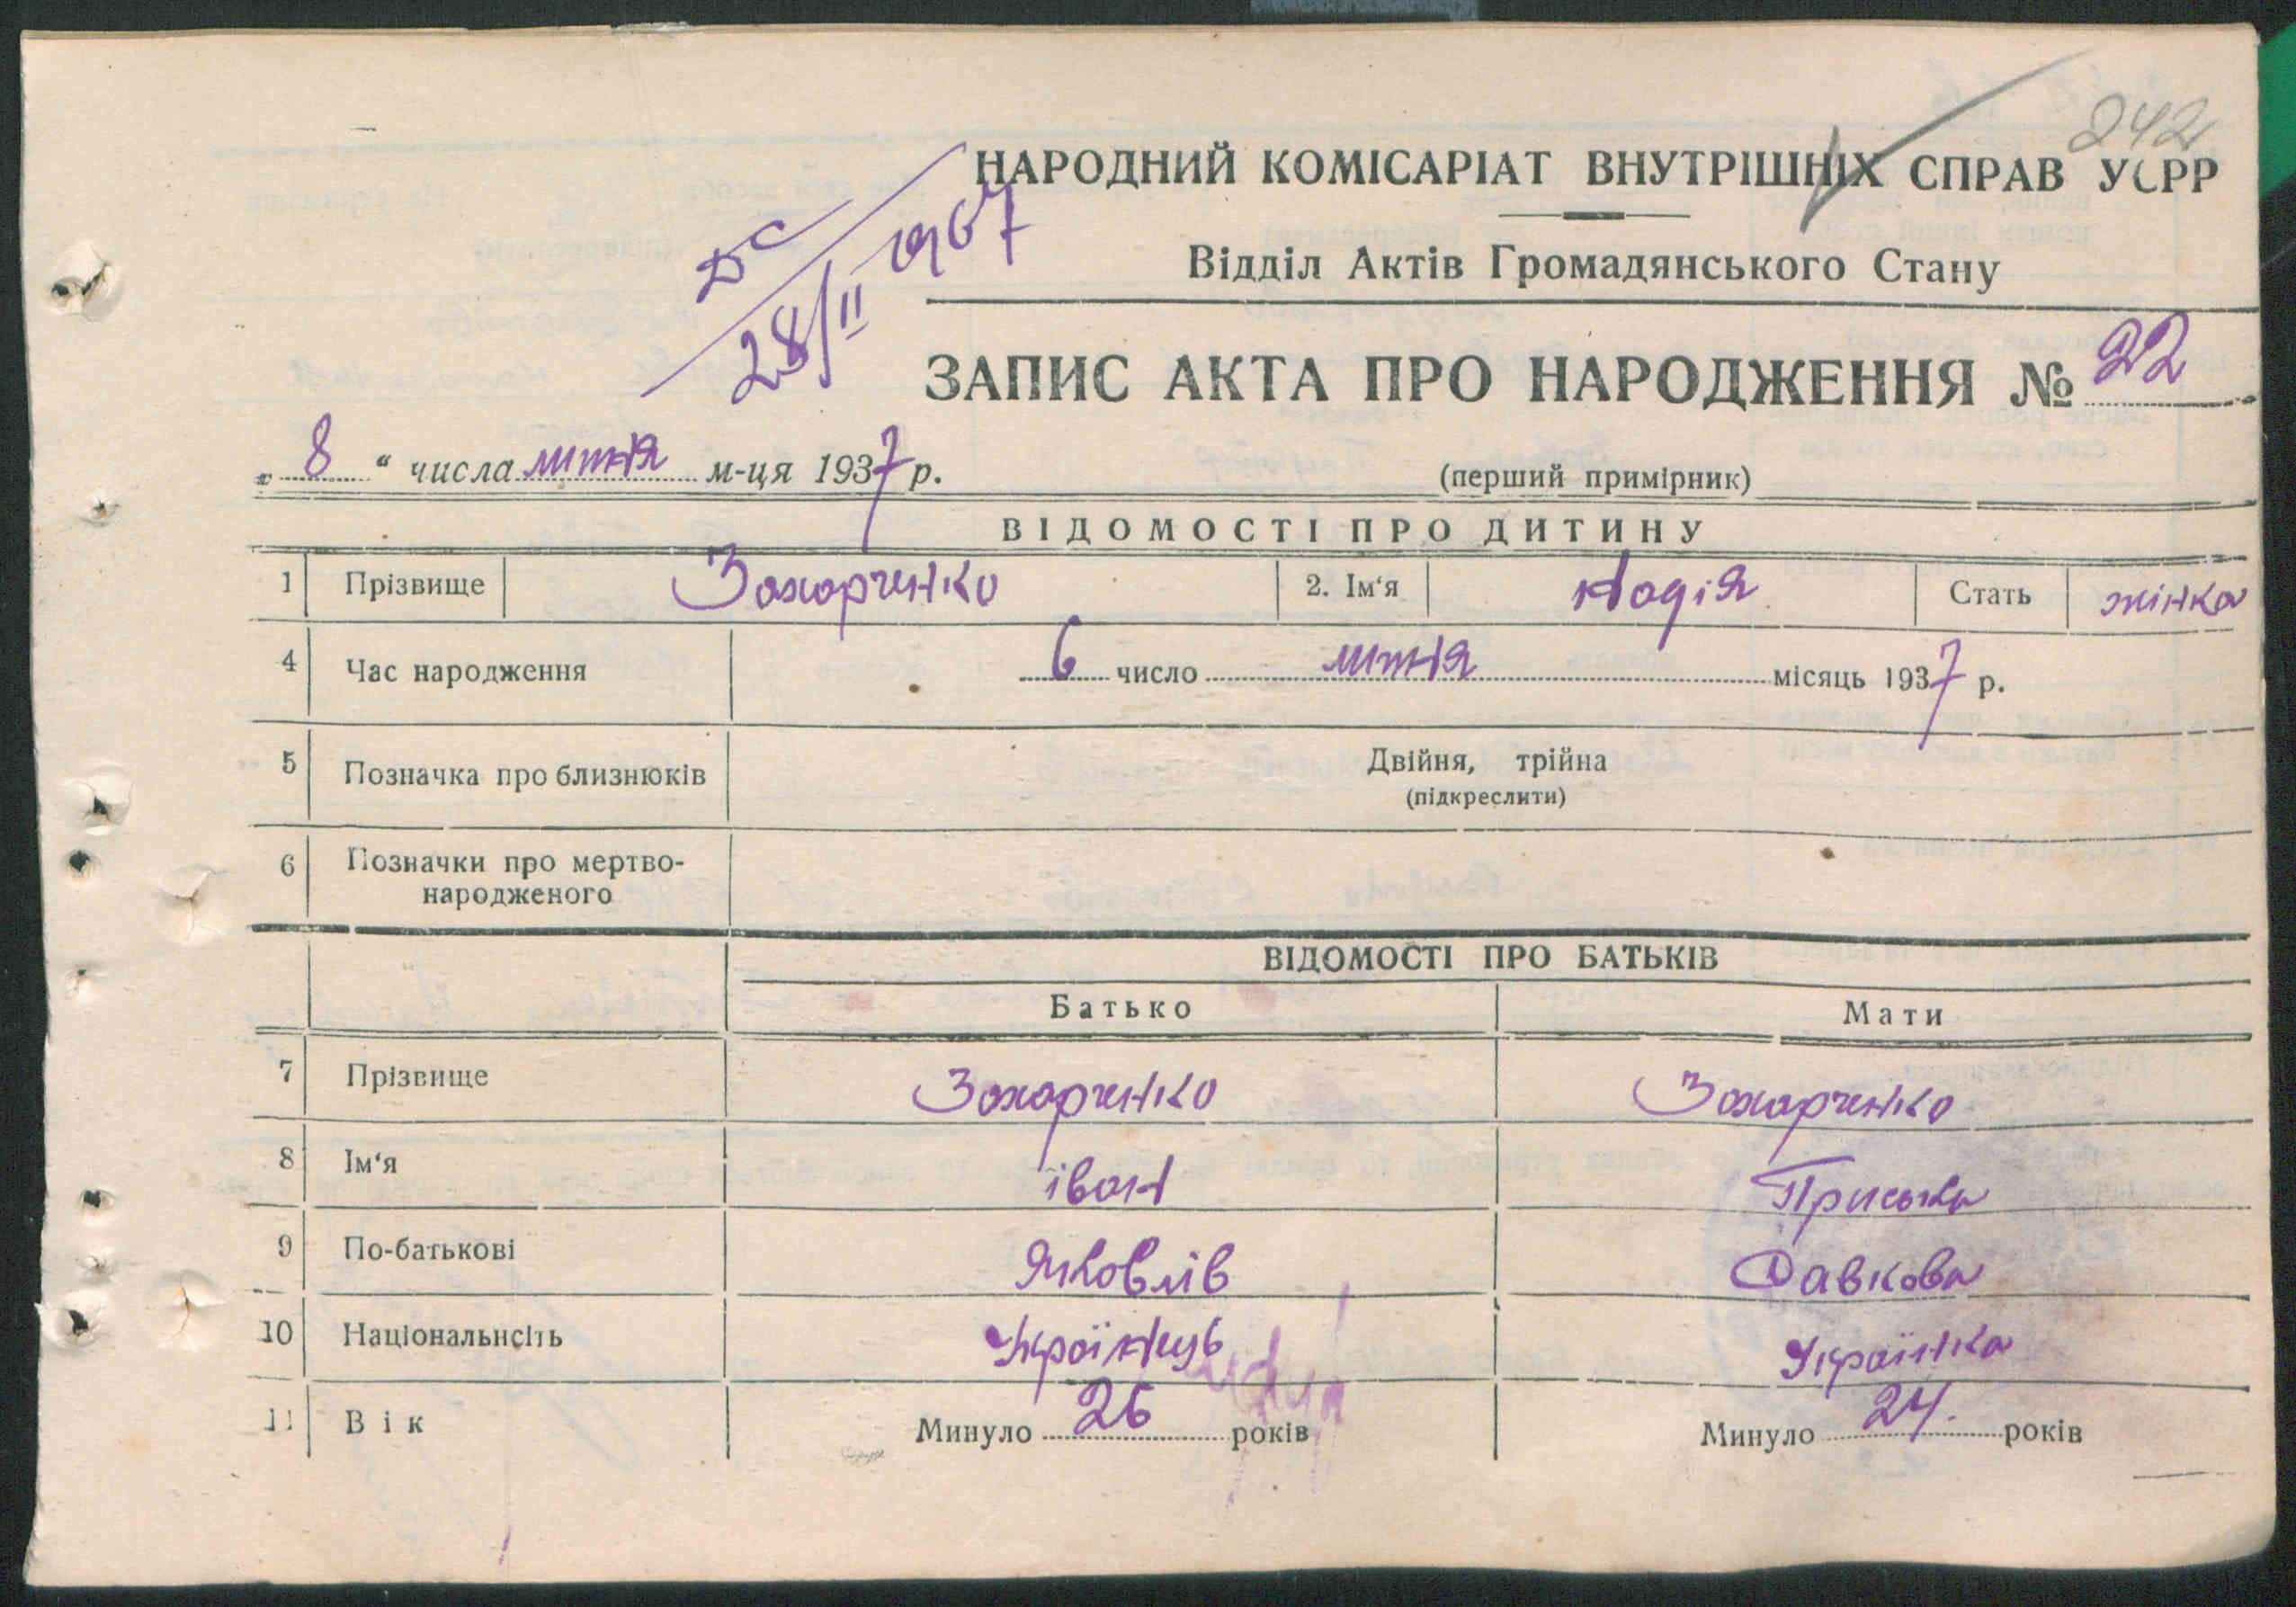 242
НАРОДНИЙ КОМІСАРІАТ ВНУТРІШНІХ СПРАВ УСРР
Відділ Актів Громадянського Стану
28/II 1967
ЗАПИС АКТА ПРО НАРОДЖЕННЯ № 22
„ 8 “ числа липня м-ця 1937 р.
(перший примірник)
ВІДОМОСТІ ПРО ДИТИНУ
1 Прізвище Захарченко 2. Ім‘я Надія Стать жінка
4 Час народження 6 число липня місяць 1937 р.
5 Позначка про близнюків Двійня, трійна
(підкреслити)
6 Позначки про мертво-
народженого
ВІДОМОСТІ ПРО БАТЬКІВ
Батько Мати
7 Прізвище Захарченко Захарченко
8 Ім‘я іван Приська
9 По-батькові Яковлів Давкова
10 Національнсіть Українець Українка
11 Вік Минуло 26 років Минуло 24. років